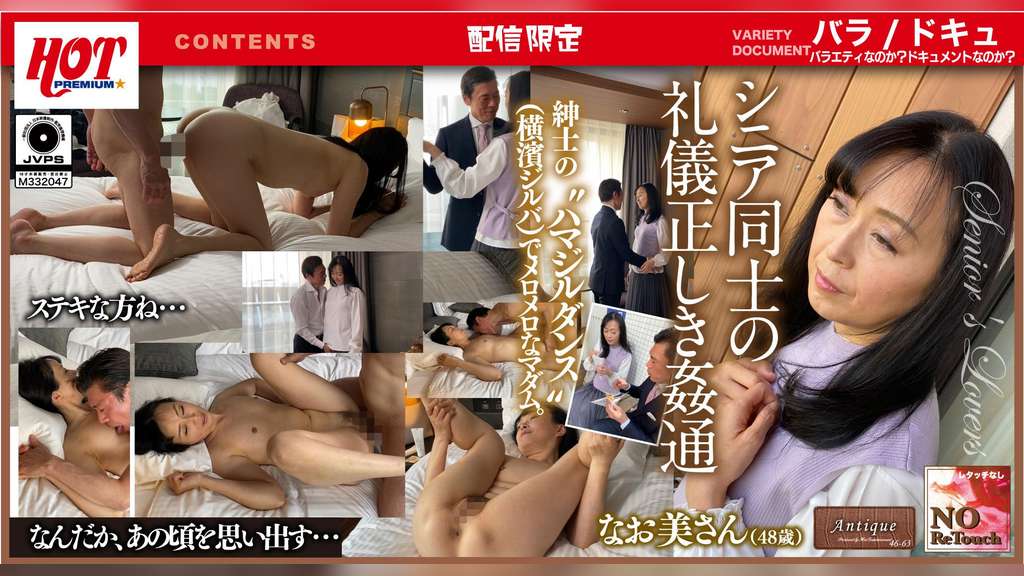 HOT
PREMIUM
CONTENTS
配信限定
VARIETY
DOCUMENT
バラ / ドキュ
バラエティなのか?ドキュメントなのか?
JVPS
M332047
シニア同士の
礼儀正しき姦通
紳士の〝ハマジルダンス〟
(横濱ジルバ)でメロメロなマダム。
Senior's Lovers
ステキな方ね…
なんだか、あの頃を思い出す…
なお美さん(48歳)
Antique
46-63
レタッチなし
NO
ReTouch